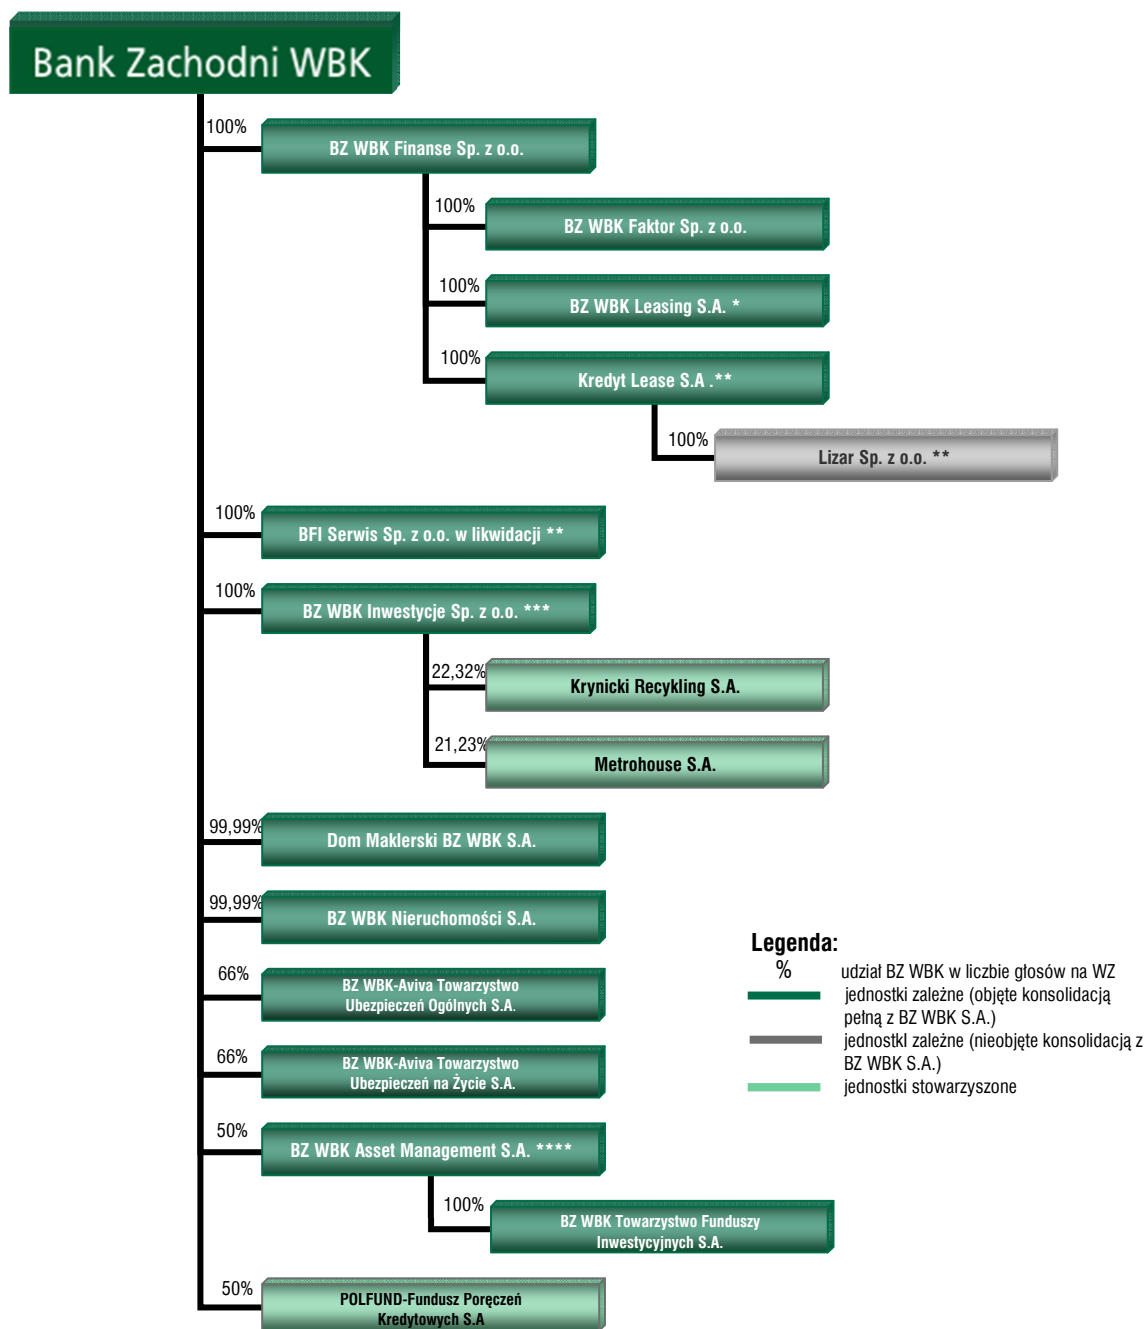 Bank Zachodni WBK
100%
BZ WBK Finanse Sp. z o.o.
100%
BZ WBK Faktor Sp. z o.o.
100%
BZ WBK Leasing S.A. *
100%
Kredyt Lease S.A .**
100%
Lizar Sp. z o.o. **
100%
BFI Serwis Sp. z o.o. w likwidacji **
100%
BZ WBK Inwestycje Sp. z o.o. ***
22,32%
Krynicki Recykling S.A.
21,23%
Metrohouse S.A.
99,99%
Dom Maklerski BZ WBK S.A.
99,99%
BZ WBK Nieruchomości S.A.
66%
BZ WBK-Aviva Towarzystwo
Ubezpieczeń Ogólnych S.A.
66%
BZ WBK-Aviva Towarzystwo
Ubezpieczeń na Życie S.A.
50%
BZ WBK Asset Management S.A. ****
100%
BZ WBK Towarzystwo Funduszy
Inwestycyjnych S.A.
50%
POLFUND-Fundusz Poręczeń
Kredytowych S.A
Legenda:
% udział BZ WBK w liczbie głosów na WZ
jednostki zależne (objęte konsolidacją
pełną z BZ WBK S.A.)
jednostkI zależne (nieobjęte konsolidacją z
BZ WBK S.A.)
jednostki stowarzyszone